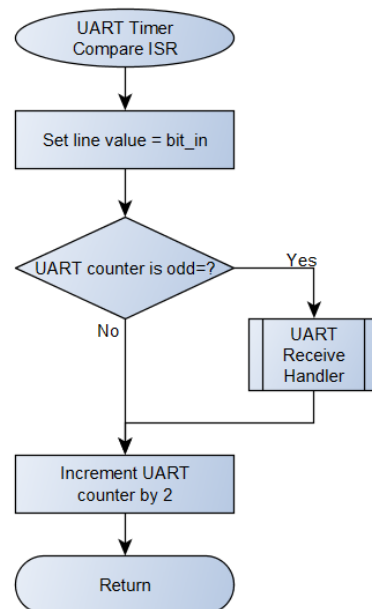 UART Timer
Compare ISR
Set line value = bit_in
UART counter is odd=?
Yes
No
UART
Receive
Handler
Increment UART
counter by 2
Return